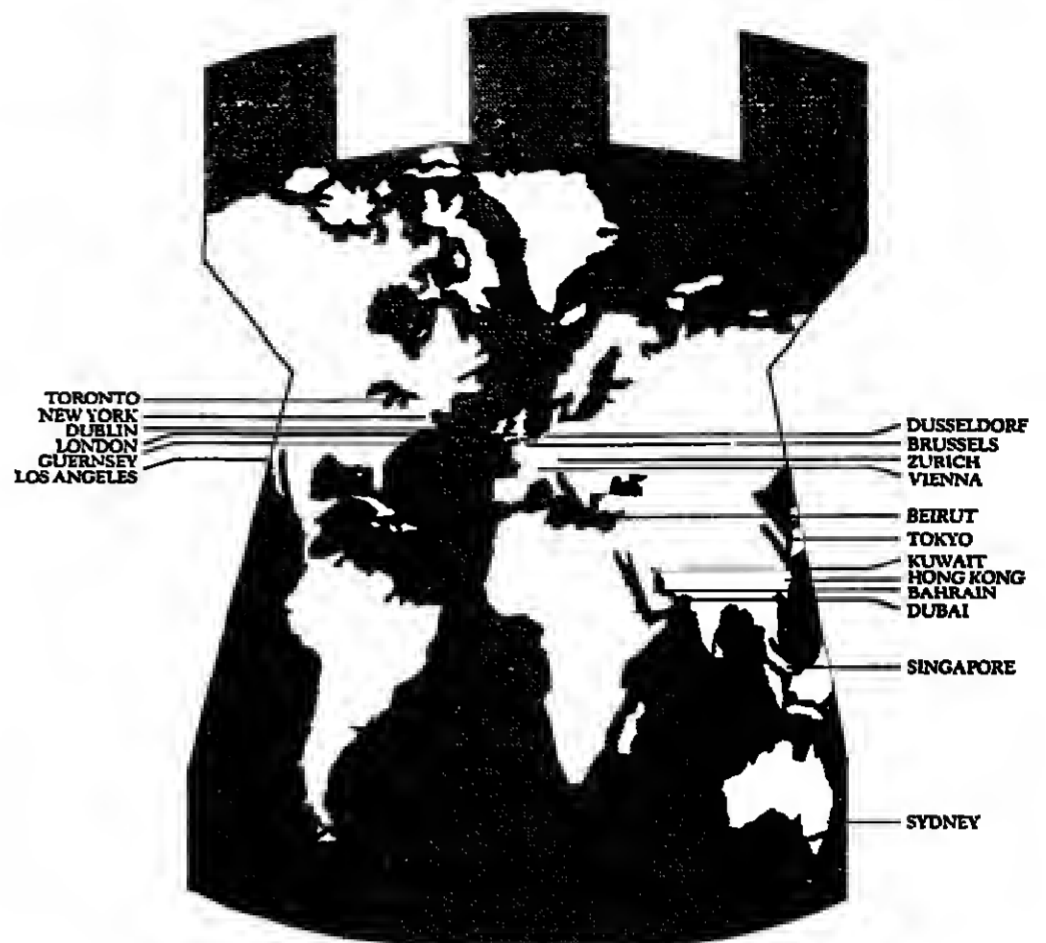 TORONTO
NEW YORK
DUBLIN
LONDON
GUERNSEY
LOS ANGELES
DUSSELDORF
BRUSSELS
ZURICH
VIENNA
BEIRUT
TOKYO
KUWAIT
HONG KONG
BAHRAIN
DUBAI
SINGAPORE
SYDNEY